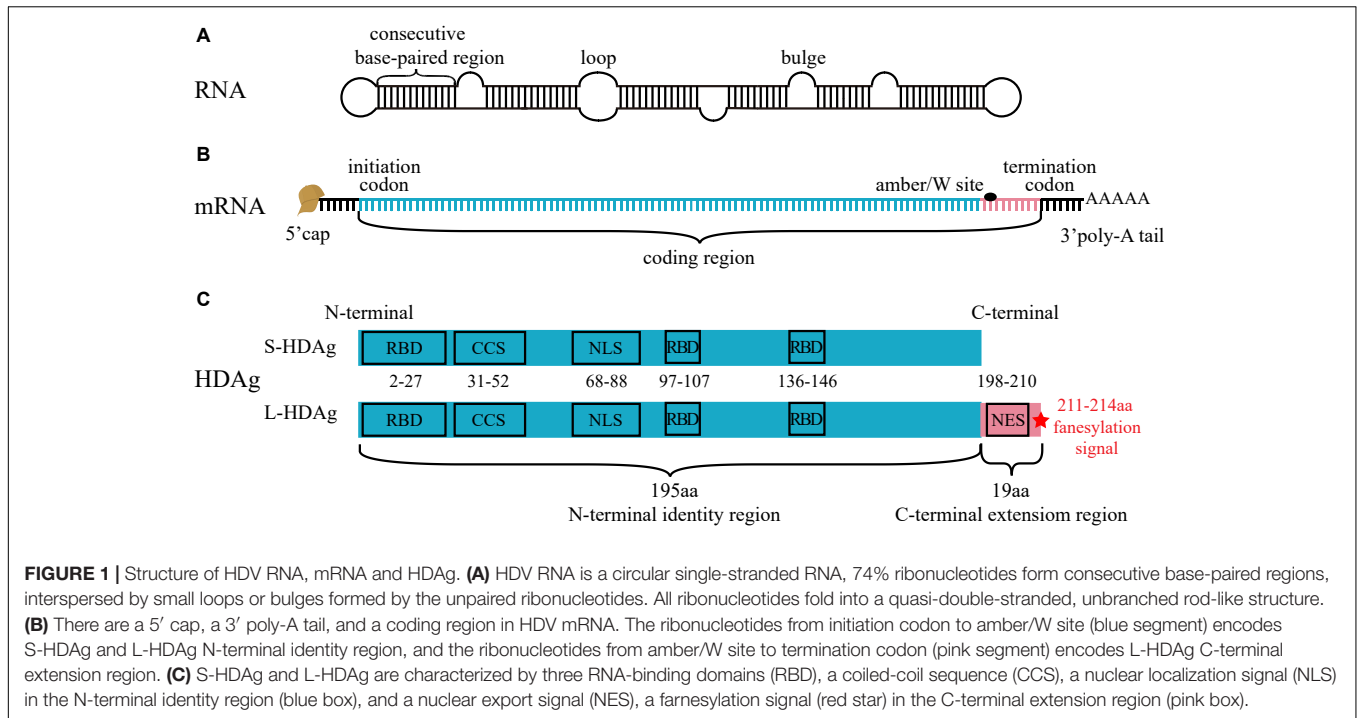 A
consecutive
base-paired region
loop
bulge
RNA
B
initiation
codon
amber/W site
termination
codon
mRNA
AAAAA
5’cap
3’poly-A tail
coding region
C
N-terminal
C-terminal
S-HDAg
RBD
CCS
NLS
RBD
RBD
HDAg
2-27
31-52
68-88
97-107
136-146
198-210
L-HDAg
RBD
CCS
NLS
RBD
RBD
NES
211-214aa
fanesylation
signal
195aa
N-terminal identity region
19aa
C-terminal extensiom region
FIGURE 1 | Structure of HDV RNA, mRNA and HDAg. (A) HDV RNA is a circular single-stranded RNA, 74% ribonucleotides form consecutive base-paired regions,
interspersed by small loops or bulges formed by the unpaired ribonucleotides. All ribonucleotides fold into a quasi-double-stranded, unbranched rod-like structure.
(B) There are a 5′ cap, a 3′ poly-A tail, and a coding region in HDV mRNA. The ribonucleotides from initiation codon to amber/W site (blue segment) encodes
S-HDAg and L-HDAg N-terminal identity region, and the ribonucleotides from amber/W site to termination codon (pink segment) encodes L-HDAg C-terminal
extension region. (C) S-HDAg and L-HDAg are characterized by three RNA-binding domains (RBD), a coiled-coil sequence (CCS), a nuclear localization signal (NLS)
in the N-terminal identity region (blue box), and a nuclear export signal (NES), a farnesylation signal (red star) in the C-terminal extension region (pink box).